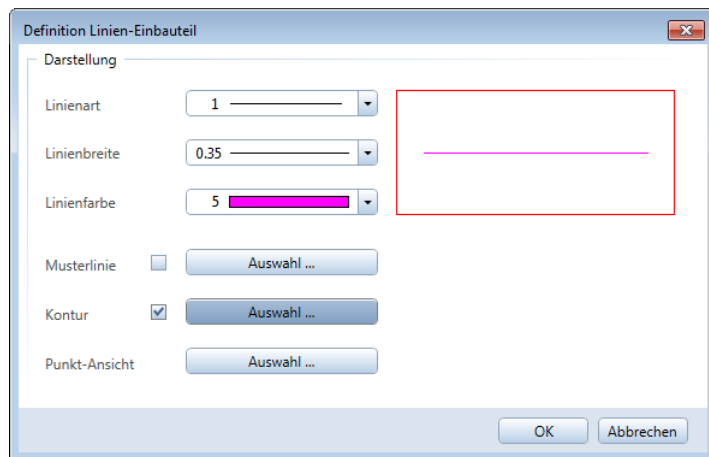 Definition Linien-Einbauteil
Darstellung
Linienart 1
Linienbreite 0.35
Linienfarbe 5
Musterlinie Auswahl ...
Kontur Auswahl ...
Punkt-Ansicht Auswahl ...
OK Abbrechen